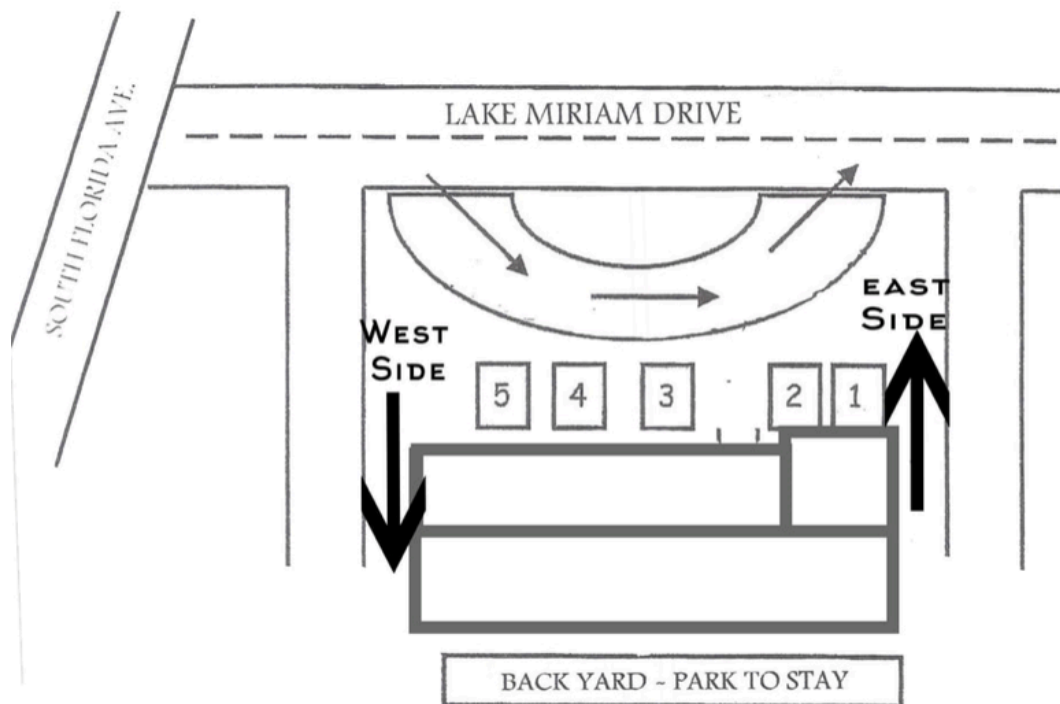 LAKE MIRIAM DRIVE
SOUTH FLORIDA AVE.
EAST
SIDE
WEST
SIDE
5 4 3 2 1
BACK YARD - PARK TO STAY